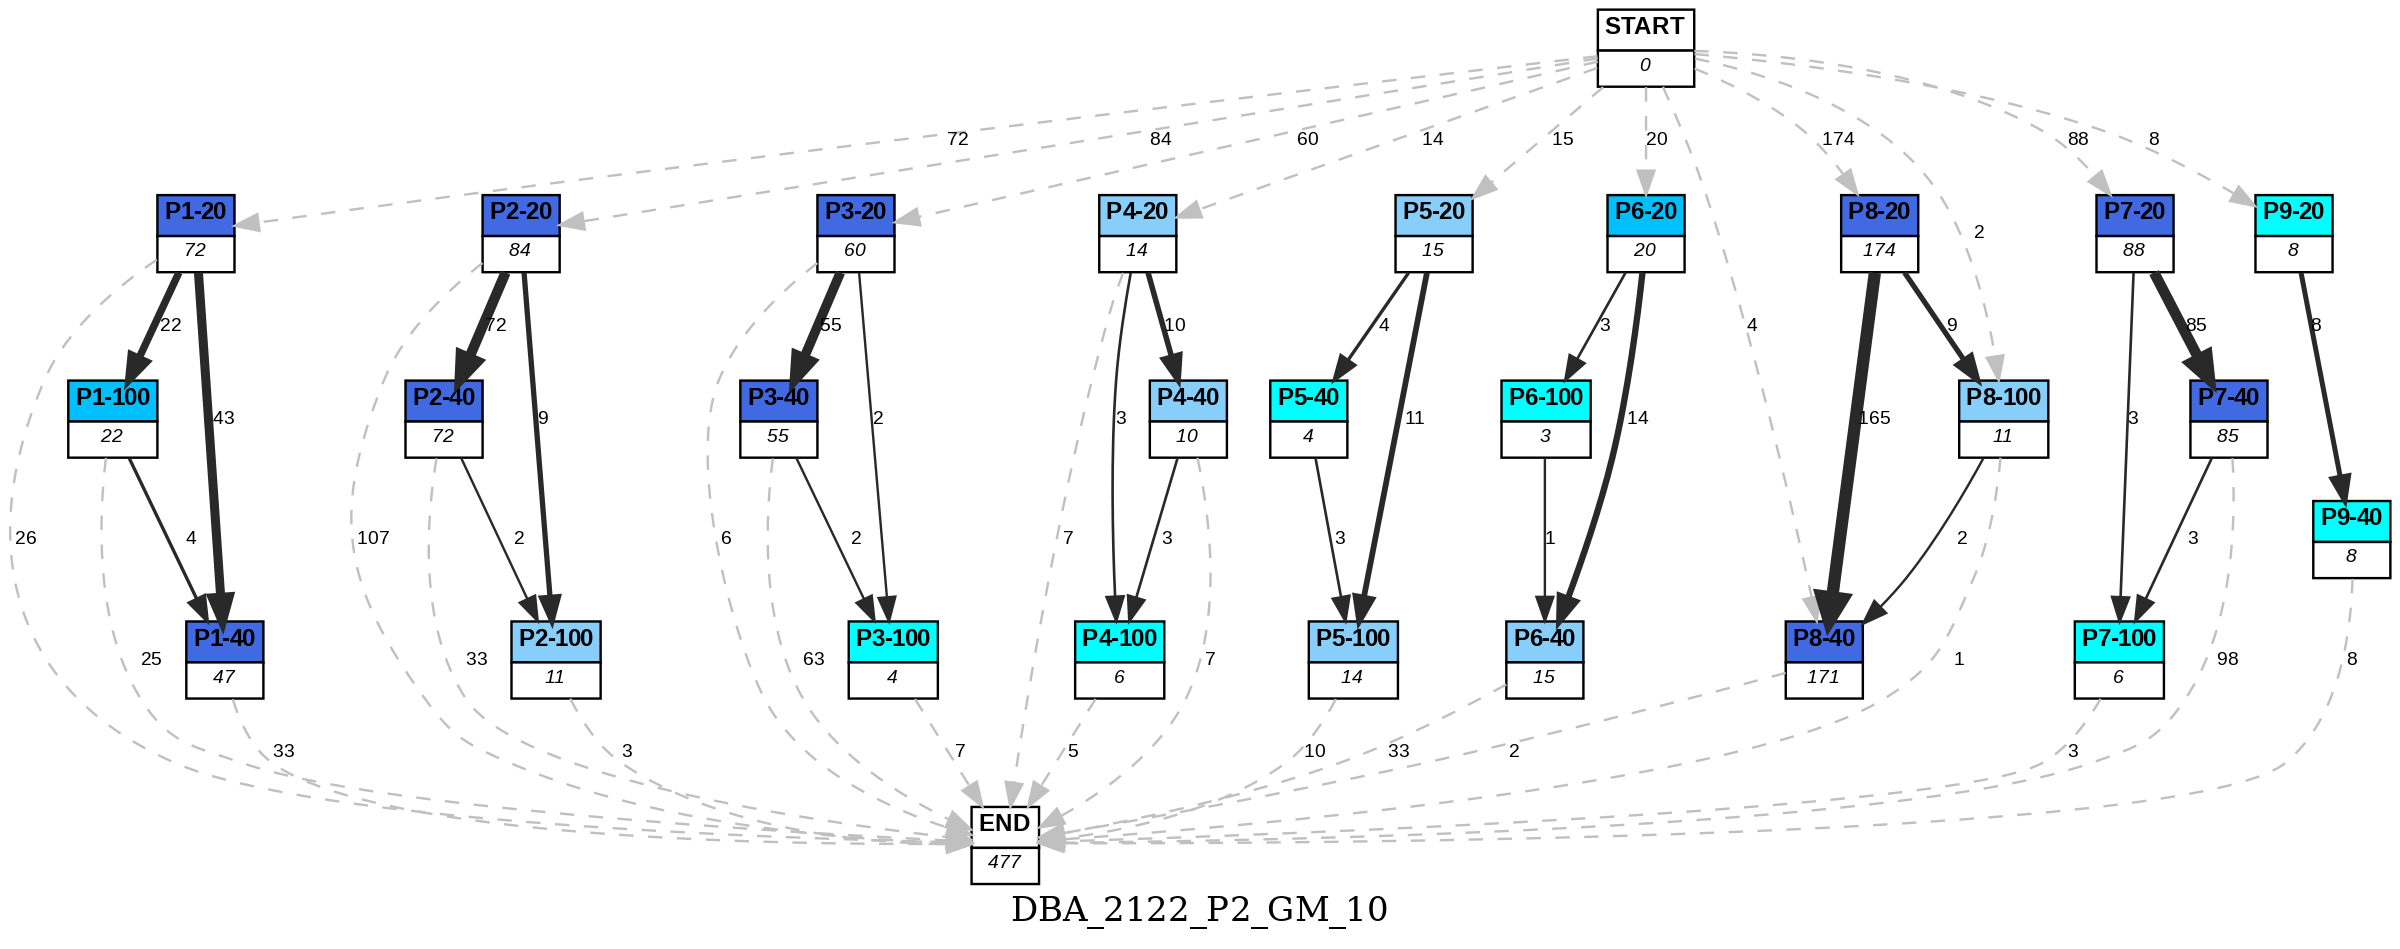 START
0
72
84
60
14
15
20
174
88
8
2
4
P1-20
72
P2-20
84
P3-20
60
P4-20
14
P5-20
15
P6-20
20
P8-20
174
P7-20
88
P9-20
8
22
72
55
10
4
3
9
85
8
43
9
2
3
11
14
165
3
P1-100
22
P2-40
72
P3-40
55
P4-40
10
P5-40
4
P6-100
3
P8-100
11
P7-40
85
26
4
107
2
6
2
7
3
3
1
2
3
P9-40
8
25
33
63
7
1
98
8
P1-40
47
P2-100
11
P3-100
4
P4-100
6
P5-100
14
P6-40
15
P8-40
171
P7-100
6
33
3
7
5
10
33
2
3
END
477
DBA_2122_P2_GM_10